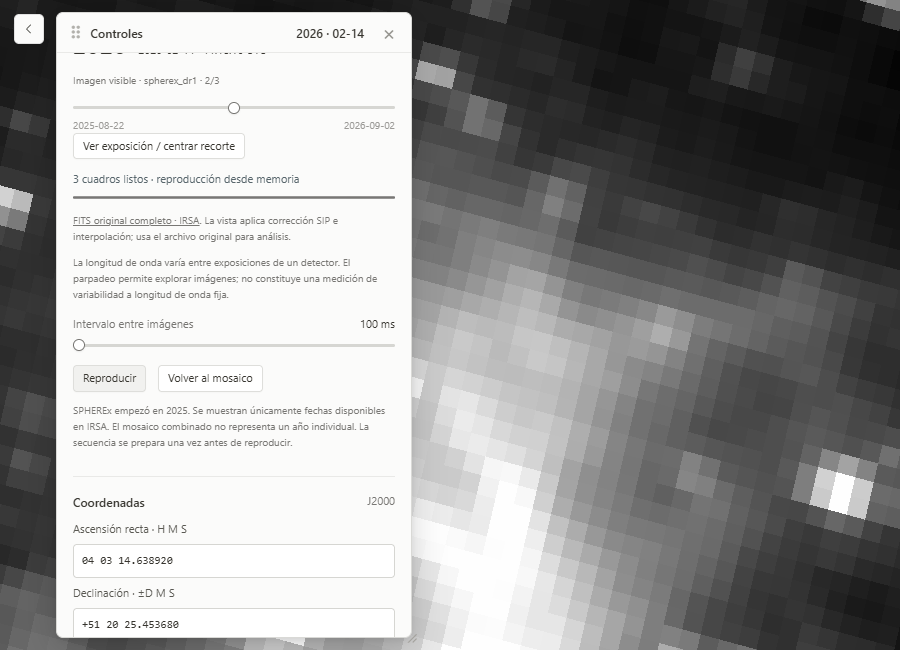 Controles
2026 · 02-14
Imagen visible · spherex_dr1 · 2/3
2025-08-22
2026-09-02
Ver exposición / centrar recorte
3 cuadros listos · reproducción desde memoria
FITS original completo · IRSA. La vista aplica corrección SIP e
interpolación; usa el archivo original para análisis.
La longitud de onda varía entre exposiciones de un detector. El
parpadeo permite explorar imágenes; no constituye una medición de
variabilidad a longitud de onda fija.
Intervalo entre imágenes
100 ms
Reproducir
Volver al mosaico
SPHEREx empezó en 2025. Se muestran únicamente fechas disponibles
en IRSA. El mosaico combinado no representa un año individual. La
secuencia se prepara una vez antes de reproducir.
Coordenadas
J2000
Ascensión recta · H M S
04 03 14.638920
Declinación · ±D M S
+51 20 25.453680